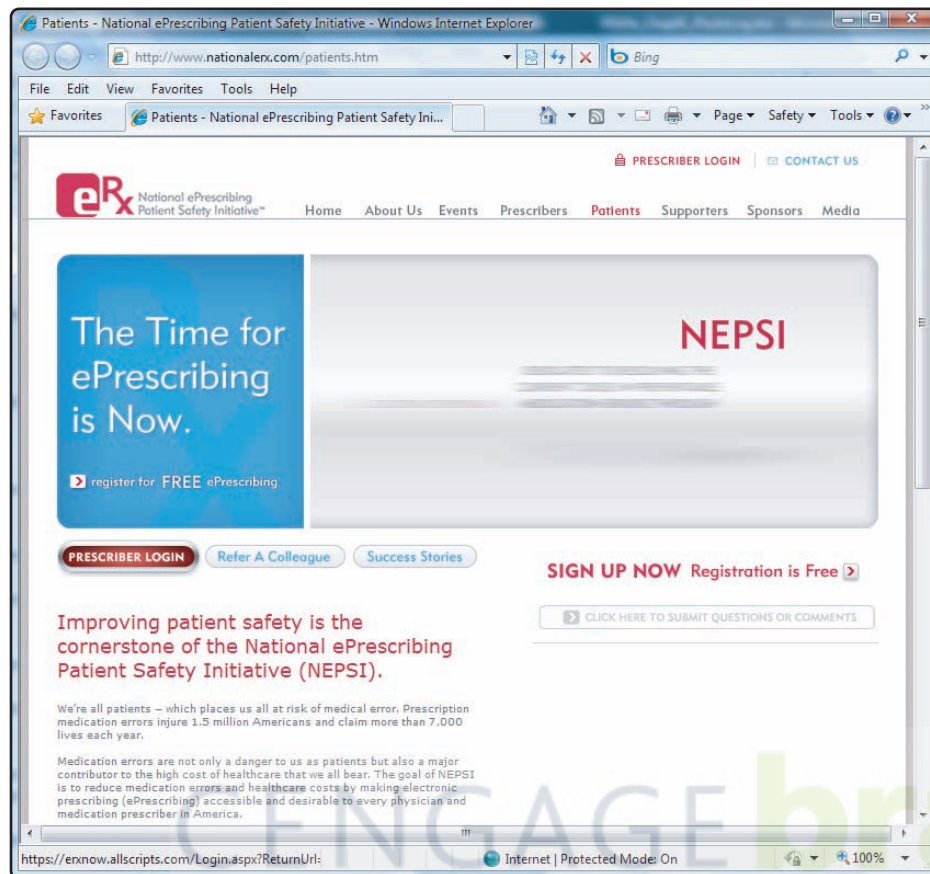 Patients - National ePrescribing Patient Safety Initiative - Windows Internet Explorer
http://www.nationalerx.com/patients.htm
Bing
File Edit View Favorites Tools Help
Favorites Patients - National ePrescribing Patient Safety Ini... Page Safety Tools
PRESCRIBER LOGIN CONTACT US
eRx National ePrescribing
Patient Safety Initiative™
Home About Us Events Prescribers Patients Supporters Sponsors Media
The Time for
ePrescribing
is Now.
register for FREE ePrescribing
NEPSI
PRESCRIBER LOGIN Refer A Colleague Success Stories
SIGN UP NOW Registration is Free
CLICK HERE TO SUBMIT QUESTIONS OR COMMENTS
Improving patient safety is the
cornerstone of the National ePrescribing
Patient Safety Initiative (NEPSI).
We're all patients – which places us all at risk of medical error. Prescription
medication errors injure 1.5 million Americans and claim more than 7,000
lives each year.
Medication errors are not only a danger to us as patients but also a major
contributor to the high cost of healthcare that we all bear. The goal of NEPSI
is to reduce medication errors and healthcare costs by making electronic
prescribing (ePrescribing) accessible and desirable to every physician and
medication prescriber in America.
CENGAGE bra
https://erxnow.allscripts.com/Login.aspx?ReturnUrl= Internet | Protected Mode: On 100%